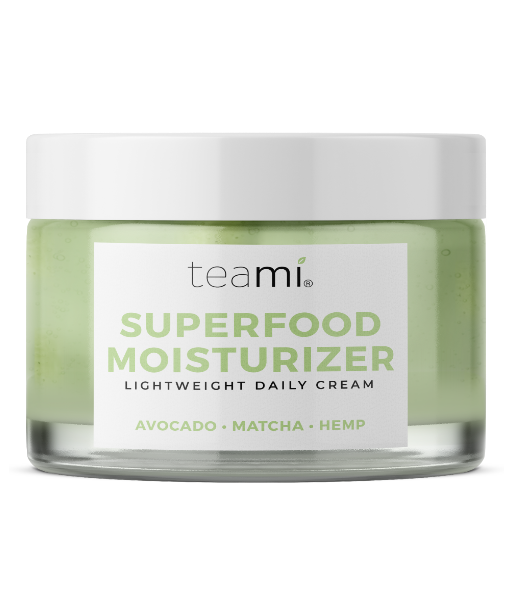 teami®
SUPERFOOD
MOISTURIZER
LIGHTWEIGHT DAILY CREAM
AVOCADO • MATCHA • HEMP